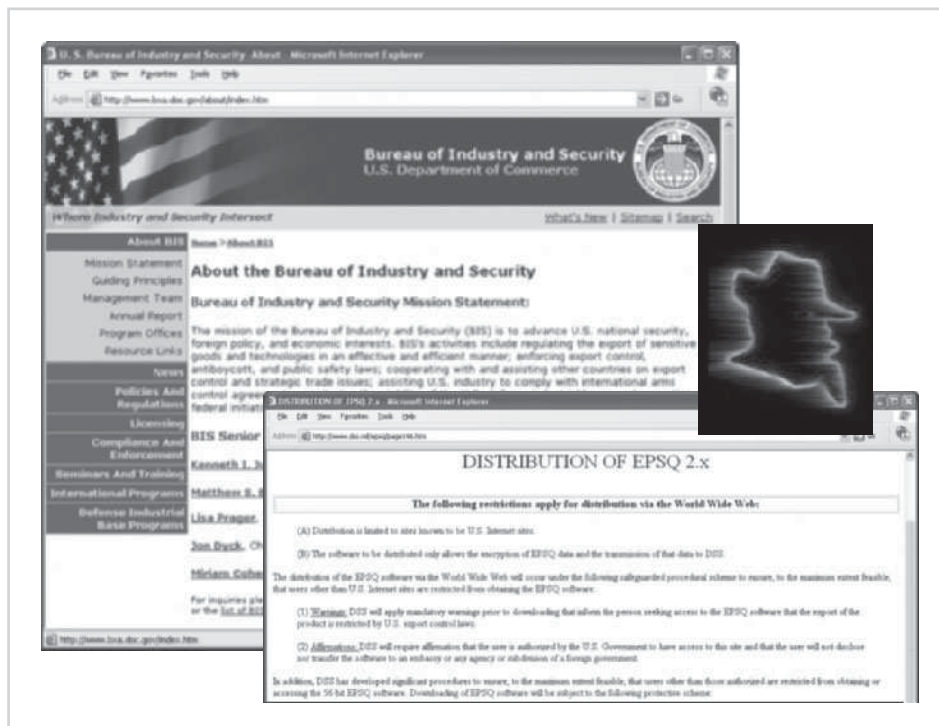 U. S. Bureau of Industry and Security About Microsoft Internet Explorer
File Edit View Favorites Tools Help
Address http://www.bxa.doc.gov/about/index.htm Go
Bureau of Industry and Security
U.S. Department of Commerce
Where Industry and Security Intersect
What's New | Sitemap | Search
About BIS
Mission Statement
Guiding Principles
Management Team
Annual Report
Program Offices
Resource Links
News
Policies And
Regulations
Licensing
Compliance And
Enforcement
Seminars And Training
International Programs
Defense Industrial
Base Programs
Home > About BIS
About the Bureau of Industry and Security
Bureau of Industry and Security Mission Statement:
The mission of the Bureau of Industry and Security (BIS) is to advance U.S. national security,
foreign policy, and economic interests. BIS's activities include regulating the export of sensitive
goods and technologies in an effective and efficient manner; enforcing export control,
antiboycott, and public safety laws; cooperating with and assisting other countries on export
control and strategic trade issues; assisting U.S. industry to comply with international arms
control
federal
BIS Senior
Kenneth I.
Matthew S.
Lisa Prager,
Jon Dyck,
Miriam
For inquiries
or the list of BIS
http://www.bxa.doc.gov/index.htm
DISTRIBUTION OF EPSQ 2.x - Microsoft Internet Explorer
File Edit View Favorites Tools Help
Address
DISTRIBUTION OF EPSQ 2.x
The following restrictions apply for distribution via the World Wide Web:
(A) Distribution is limited to sites known to be U.S. Internet sites.
(B) The software to be distributed only allows the encryption of EPSQ data and the transmission of that data to DSS.
The distribution of the EPSQ software via the World Wide Web will occur under the following safeguarded procedural scheme to ensure, to the maximum extent feasible,
that users other than U.S. Internet sites are restricted from obtaining the EPSQ software.
(1) Warnings: DSS will apply mandatory warnings prior to downloading that inform the person seeking access to the EPSQ software that the export of the
product is restricted by U.S. export control laws.
(2) Affirmations: DSS will require affirmation that the user is authorized by the U.S. Government to have access to this site and that the user will not disclose
nor transfer the software to an embassy or any agency or subdivision of a foreign government.
In addition, DSS has developed significant procedures to ensure, to the maximum extent feasible, that users other than those authorized are restricted from obtaining or
accessing the 56 bit EPSQ software. Downloading of EPSQ software will be subject to the following protective scheme: